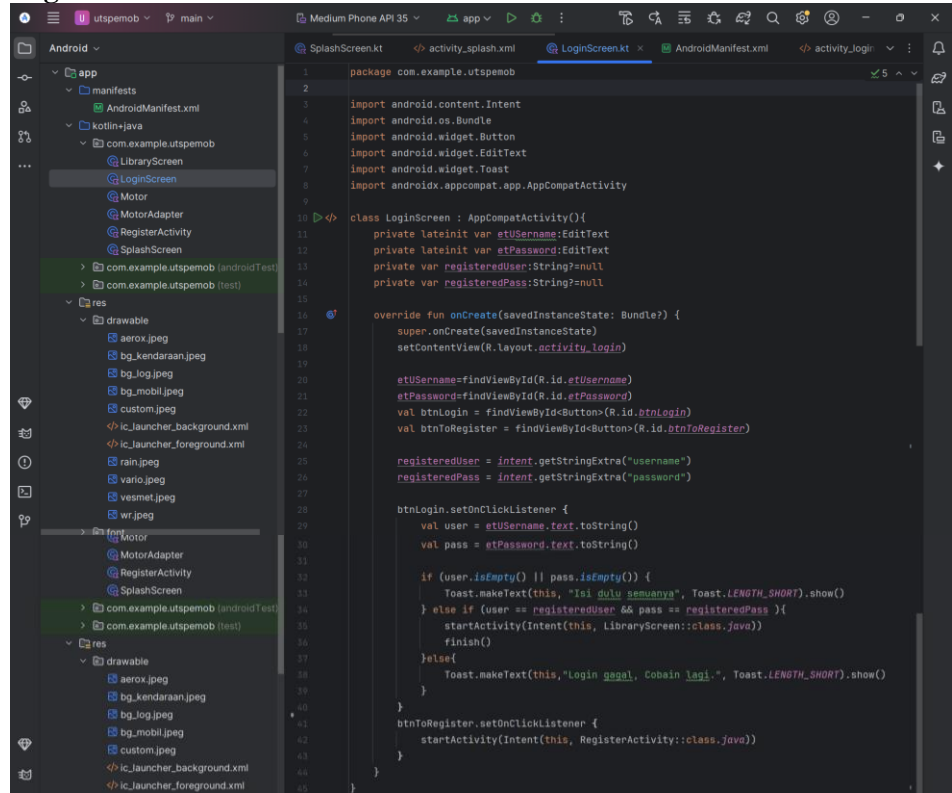 utspemob
main
Medium Phone API 35
app
Android
SplashScreen.kt
activity_splash.xml
LoginScreen.kt
AndroidManifest.xml
activity_login
app
manifests
AndroidManifest.xml
kotlin+java
com.example.utspemob
LibraryScreen
LoginScreen
Motor
MotorAdapter
RegisterActivity
SplashScreen
com.example.utspemob (androidTest)
com.example.utspemob (test)
res
drawable
aerox.jpeg
bg_kendaraan.jpeg
bg_log.jpeg
bg_mobil.jpeg
custom.jpeg
ic_launcher_background.xml
ic_launcher_foreground.xml
rain.jpeg
vario.jpeg
vesmet.jpeg
wr.jpeg
Motor
MotorAdapter
RegisterActivity
SplashScreen
com.example.utspemob (androidTest)
com.example.utspemob (test)
res
drawable
aerox.jpeg
bg_kendaraan.jpeg
bg_log.jpeg
bg_mobil.jpeg
custom.jpeg
ic_launcher_background.xml
ic_launcher_foreground.xml
5
1 package com.example.utspemob
2
3 import android.content.Intent
4 import android.os.Bundle
5 import android.widget.Button
6 import android.widget.EditText
7 import android.widget.Toast
8 import androidx.appcompat.app.AppCompatActivity
9
10 class LoginScreen : AppCompatActivity(){
11 private lateinit var etUSername:EditText
12 private lateinit var etPassword:EditText
13 private var registeredUser:String?=null
14 private var registeredPass:String?=null
15
16 override fun onCreate(savedInstanceState: Bundle?) {
17 super.onCreate(savedInstanceState)
18 setContentView(R.layout.activity_login)
19
20 etUSername=findViewById(R.id.etUsername)
21 etPassword=findViewById(R.id.etPassword)
22 val btnLogin = findViewById<Button>(R.id.btnLogin)
23 val btnToRegister = findViewById<Button>(R.id.btnToRegister)
24
25 registeredUser = intent.getStringExtra("username")
26 registeredPass = intent.getStringExtra("password")
27
28 btnLogin.setOnClickListener {
29 val user = etUSername.text.toString()
30 val pass = etPassword.text.toString()
31
32 if (user.isEmpty() || pass.isEmpty()) {
33 Toast.makeText(this, "Isi dulu semuanya", Toast.LENGTH_SHORT).show()
34 } else if (user == registeredUser && pass == registeredPass ){
35 startActivity(Intent(this, LibraryScreen::class.java))
36 finish()
37 }else{
38 Toast.makeText(this,"Login gagal, Cobain lagi.", Toast.LENGTH_SHORT).show()
39 }
40 }
41 btnToRegister.setOnClickListener {
42 startActivity(Intent(this, RegisterActivity::class.java))
43 }
44 }
45 }